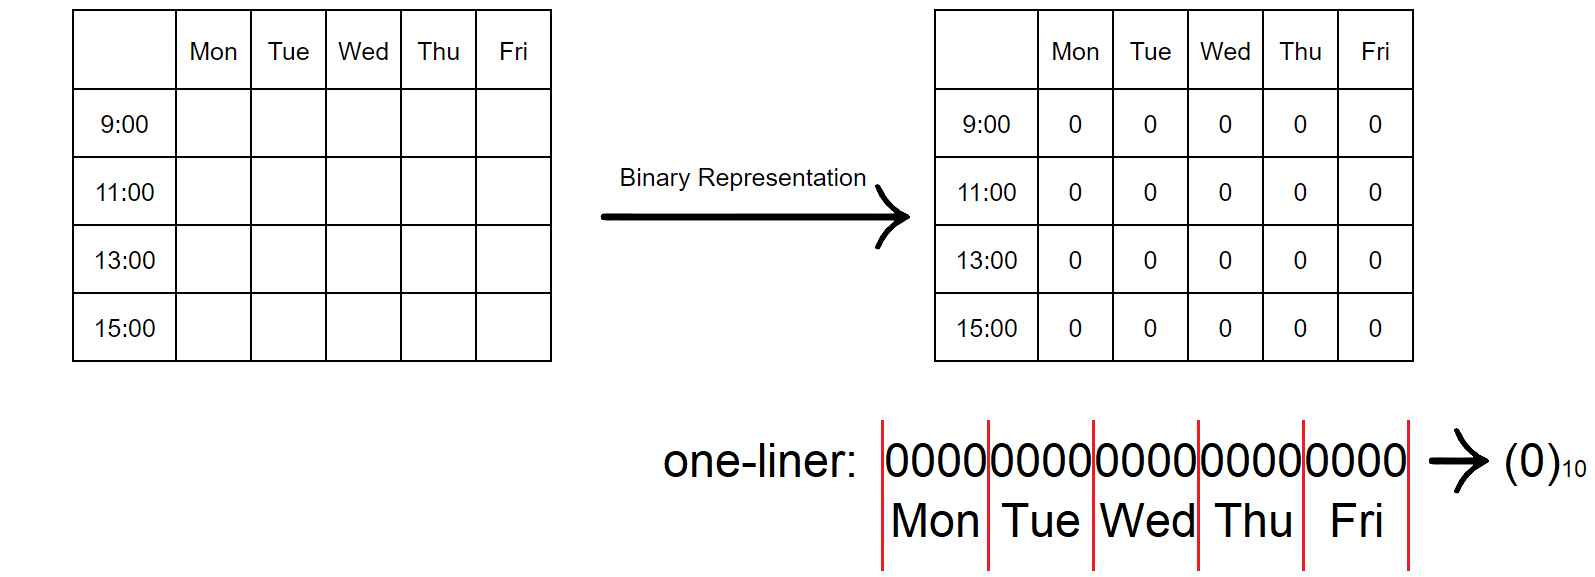 Mon Tue Wed Thu Fri
9:00
11:00
13:00
15:00
Binary Representation
Mon Tue Wed Thu Fri
9:00 0 0 0 0 0
11:00 0 0 0 0 0
13:00 0 0 0 0 0
15:00 0 0 0 0 0
one-liner: 0000 0000 0000 0000 0000 (0)10
Mon Tue Wed Thu Fri